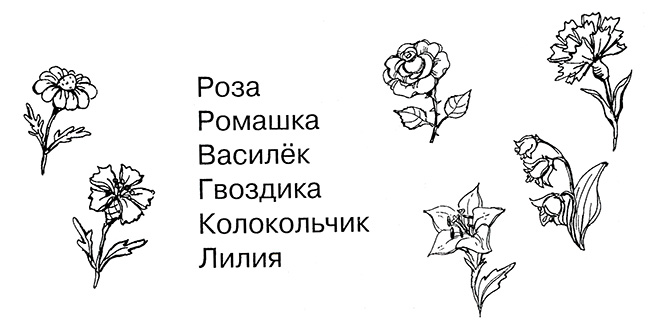 Роза
Ромашка
Василёк
Гвоздика
Колокольчик
Лилия